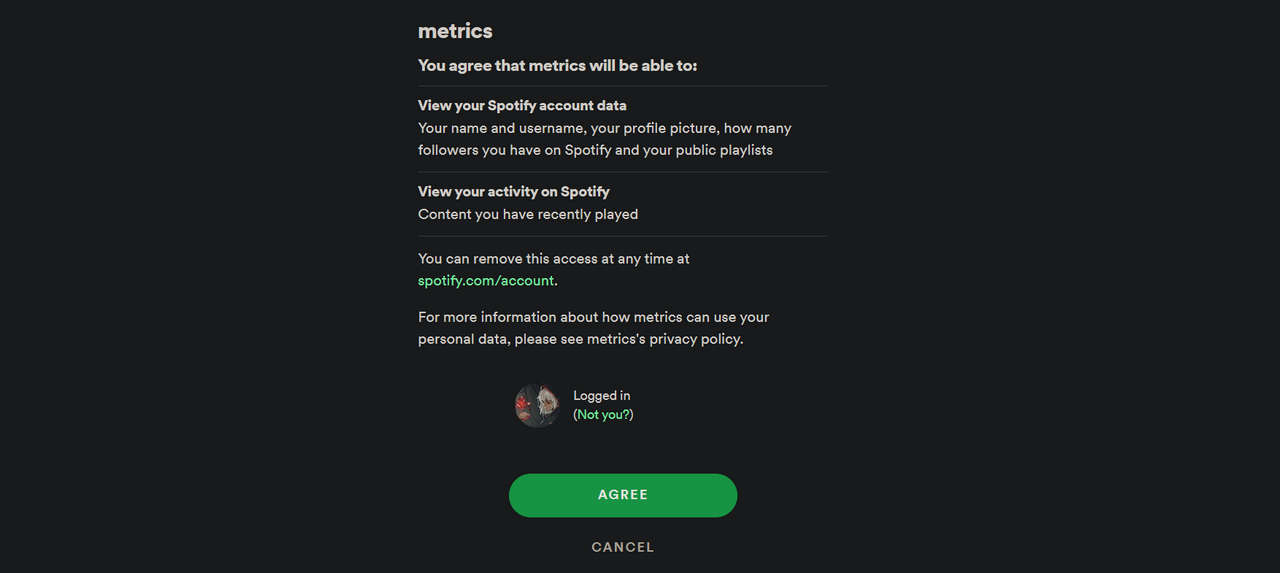 metrics
You agree that metrics will be able to:
View your Spotify account data
Your name and username, your profile picture, how many
followers you have on Spotify and your public playlists
View your activity on Spotify
Content you have recently played
You can remove this access at any time at
spotify.com/account.
For more information about how metrics can use your
personal data, please see metrics's privacy policy.
Logged in
(Not you?)
AGREE
CANCEL